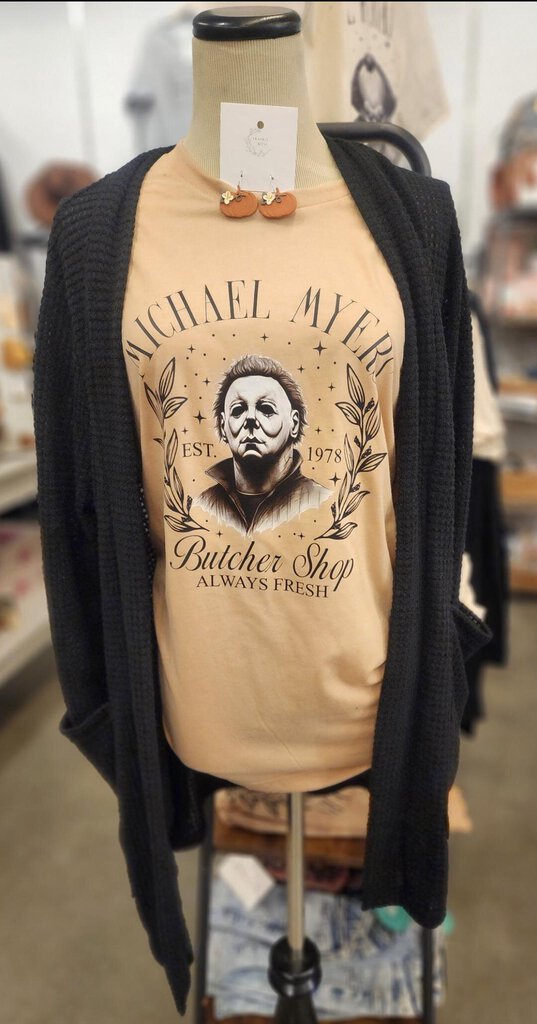 MICHAEL MYERS
EST. 1978
Butcher Shop
ALWAYS FRESH